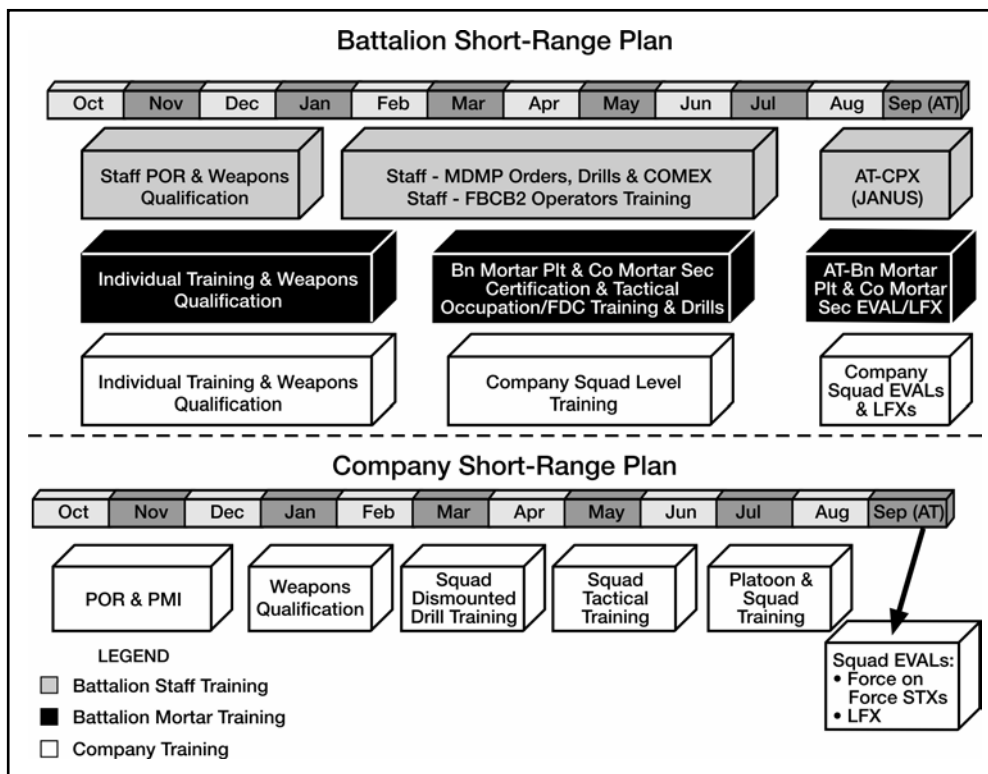 Battalion Short-Range Plan
Oct Nov Dec Jan Feb Mar Apr May Jun Jul Aug Sep (AT)
Staff POR & Weapons
Qualification
Staff - MDMP Orders, Drills & COMEX
Staff - FBCB2 Operators Training
AT-CPX
(JANUS)
Individual Training & Weapons
Qualification
Bn Mortar Plt & Co Mortar Sec
Certification & Tactical
Occupation/FDC Training & Drills
AT-Bn Mortar
Plt & Co Mortar
Sec EVAL/LFX
Individual Training & Weapons
Qualification
Company Squad Level
Training
Company
Squad EVALs
& LFXs
Company Short-Range Plan
Oct Nov Dec Jan Feb Mar Apr May Jun Jul Aug Sep (AT)
POR & PMI
Weapons
Qualification
Squad
Dismounted
Drill Training
Squad
Tactical
Training
Platoon &
Squad
Training
Squad EVALs:
• Force on
Force STXs
• LFX
LEGEND
Battalion Staff Training
Battalion Mortar Training
Company Training